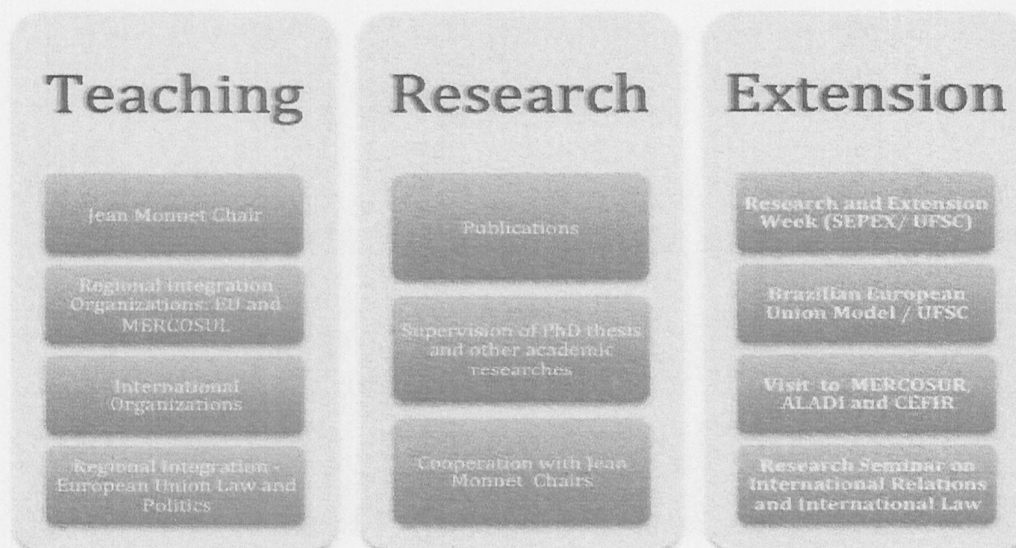 Teaching
Jean Monnet Chair
Regional Integration
Organizations: EU and
MERCOSUL
International
Organizations
Regional Integration -
European Union Law and
Politics
Research
Publications
Supervision of PhD thesis
and other academic
researches
Cooperation with Jean
Monnet Chairs
Extension
Research and Extension
Week (SEPEX/ UFSC)
Brazilian European
Union Model / UFSC
Visit to MERCOSUR,
ALADI and CEFIR
Research Seminar on
International Relations
and International Law